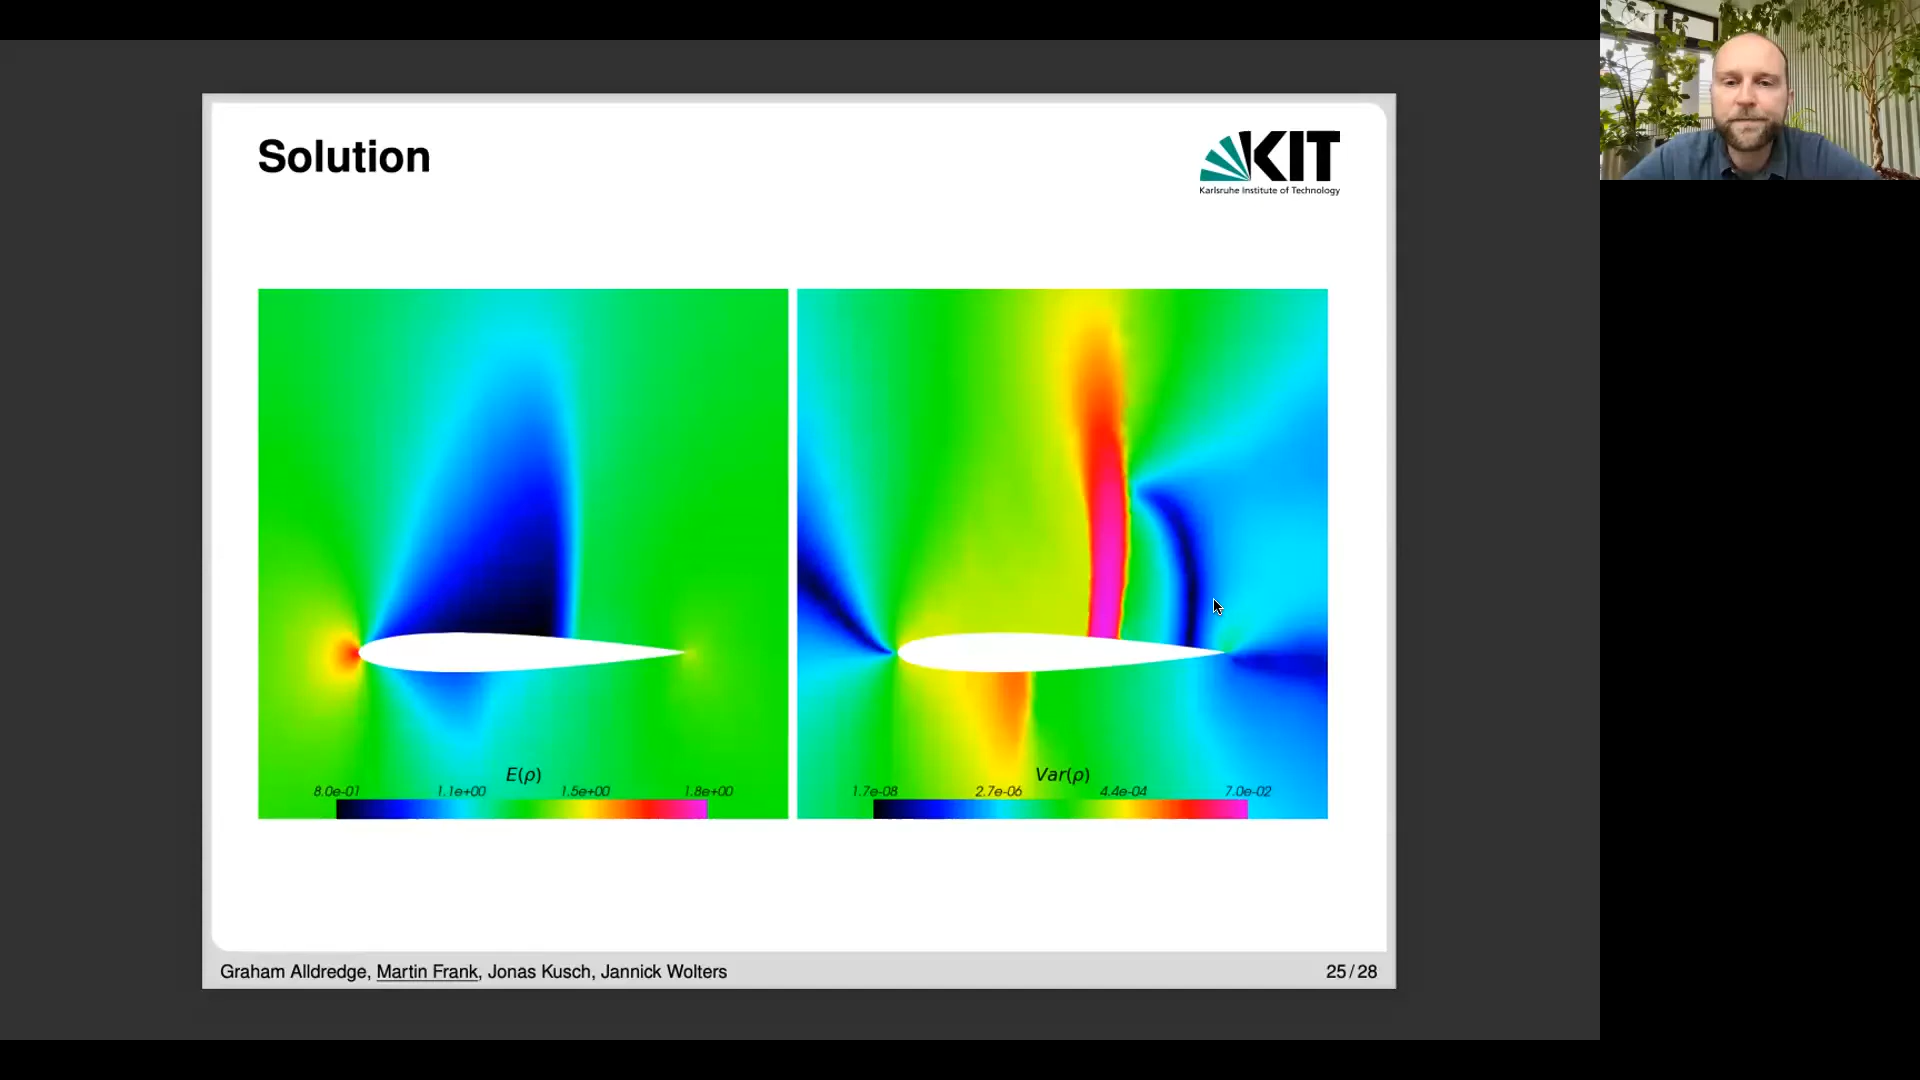 Solution
KIT
Karlsruhe Institute of Technology
E(ρ)
8.0e-01 1.1e+00 1.5e+00 1.8e+00
Var(ρ)
1.7e-08 2.7e-06 4.4e-04 7.0e-02
Graham Alldredge, Martin Frank, Jonas Kusch, Jannick Wolters
25/28
KIT